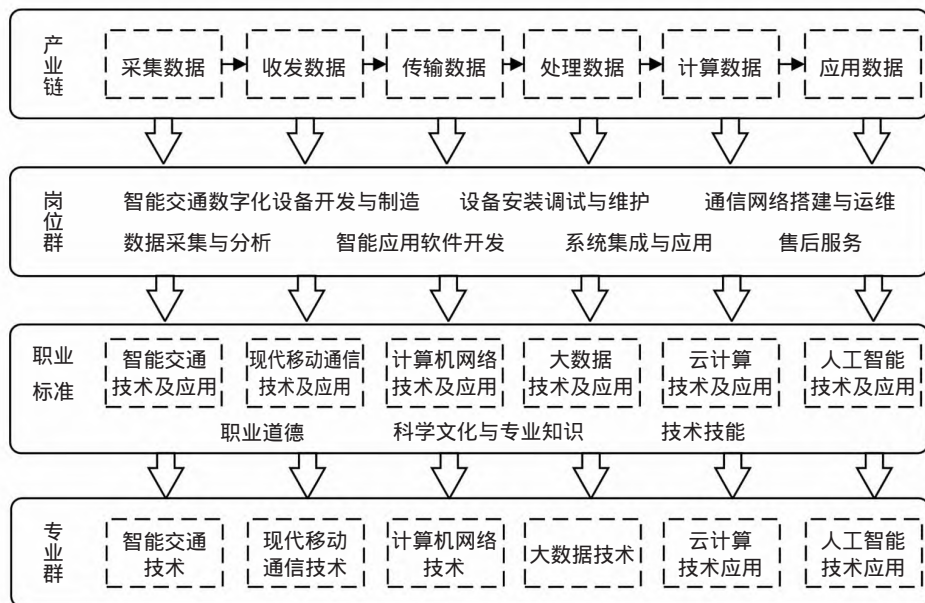 产业链
采集数据 收发数据 传输数据 处理数据 计算数据 应用数据
岗位群
智能交通数字化设备开发与制造 设备安装调试与维护 通信网络搭建与运维
数据采集与分析 智能应用软件开发 系统集成与应用 售后服务
职业
标准
智能交通
技术及应用
现代移动通信
技术及应用
计算机网络
技术及应用
大数据
技术及应用
云计算
技术及应用
人工智能
技术及应用
职业道德 科学文化与专业知识 技术技能
专业群
智能交通
技术
现代移动
通信技术
计算机网络
技术
大数据技术
云计算
技术应用
人工智能
技术应用